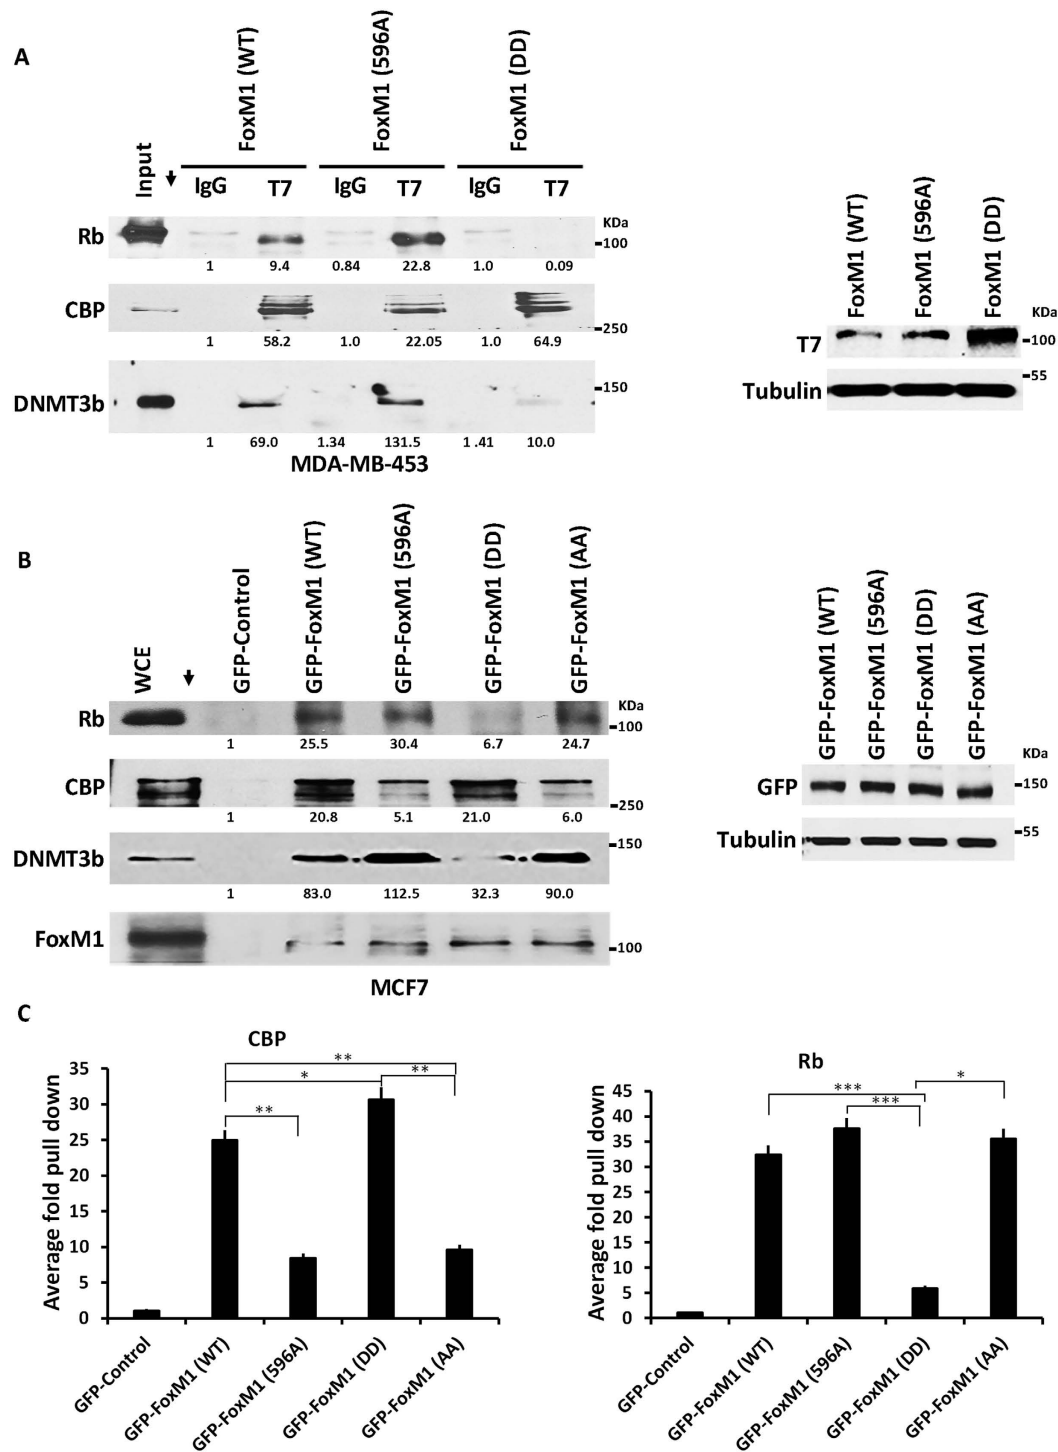 A
Input
FoxM1 (WT)
FoxM1 (596A)
FoxM1 (DD)
IgG T7 IgG T7 IgG T7
KDa
Rb
100
1 9.4 0.84 22.8 1.0 0.09
CBP
250
1 58.2 1.0 22.05 1.0 64.9
DNMT3b
150
1 69.0 1.34 131.5 1 .41 10.0
MDA-MB-453
FoxM1 (WT)
FoxM1 (596A)
FoxM1 (DD)
KDa
T7
100
55
Tubulin
B
WCE
GFP-Control
GFP-FoxM1 (WT)
GFP-FoxM1 (596A)
GFP-FoxM1 (DD)
GFP-FoxM1 (AA)
KDa
Rb
100
1 25.5 30.4 6.7 24.7
CBP
250
1 20.8 5.1 21.0 6.0
DNMT3b
150
1 83.0 112.5 32.3 90.0
FoxM1
100
MCF7
GFP-FoxM1 (WT)
GFP-FoxM1 (596A)
GFP-FoxM1 (DD)
GFP-FoxM1 (AA)
KDa
GFP
150
55
Tubulin
C
CBP
Average fold pull down
35
30
25
20
15
10
5
0
**
*
**
**
GFP-Control
GFP-FoxM1 (WT)
GFP-FoxM1 (596A)
GFP-FoxM1 (DD)
GFP-FoxM1 (AA)
Rb
Average fold pull down
45
40
35
30
25
20
15
10
5
0
***
*
***
GFP-Control
GFP-FoxM1 (WT)
GFP-FoxM1 (596A)
GFP-FoxM1 (DD)
GFP-FoxM1 (AA)